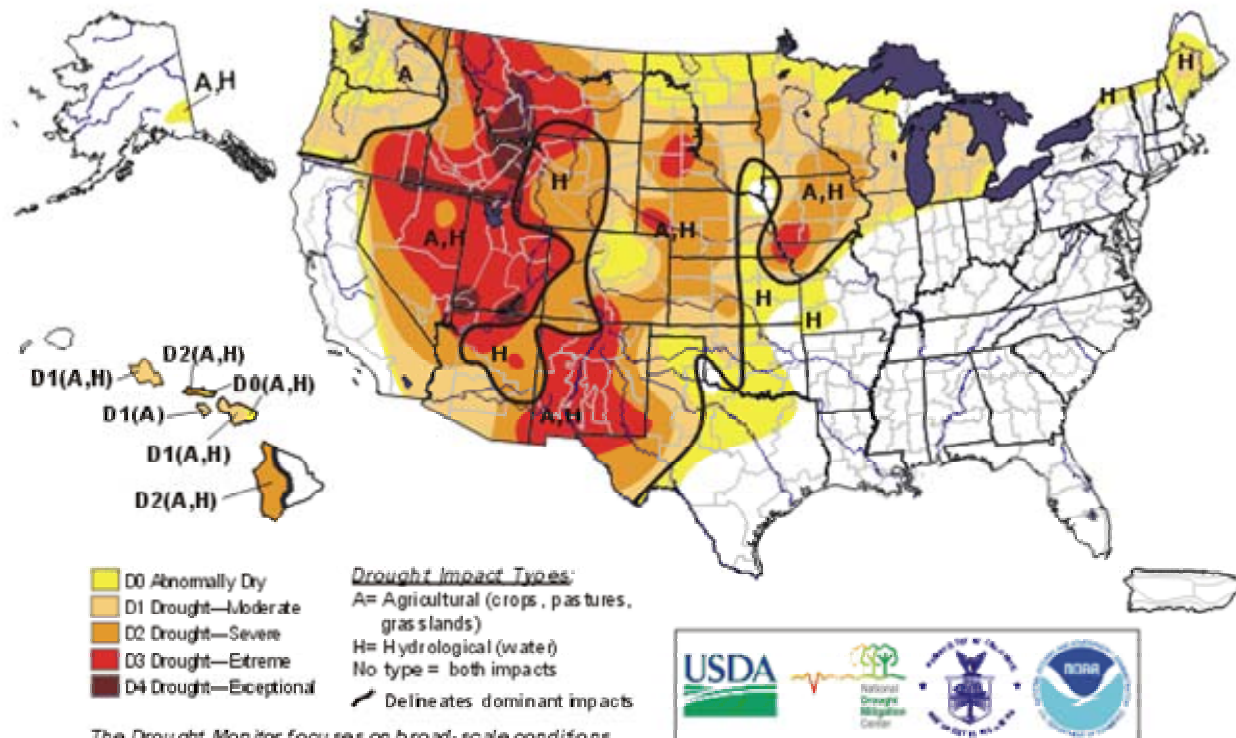 A,H
A
H
H
H
H
A,H
A,H
A,H
H
H
H
A,H
D2(A,H)
D1(A,H)
D0(A,H)
D1(A)
D1(A,H)
D2(A,H)
D0 Abnormally Dry
D1 Drought—Moderate
D2 Drought—Severe
D3 Drought—Extreme
D4 Drought—Exceptional
Drought Impact Types:
A= Agricultural (crops, pastures,
grasslands)
H= Hydrological (water)
No type = both impacts
Delineates dominant impacts
The Drought Monitor focuses on broad-scale conditions
USDA
National
Drought
Mitigation
Center
NOAA